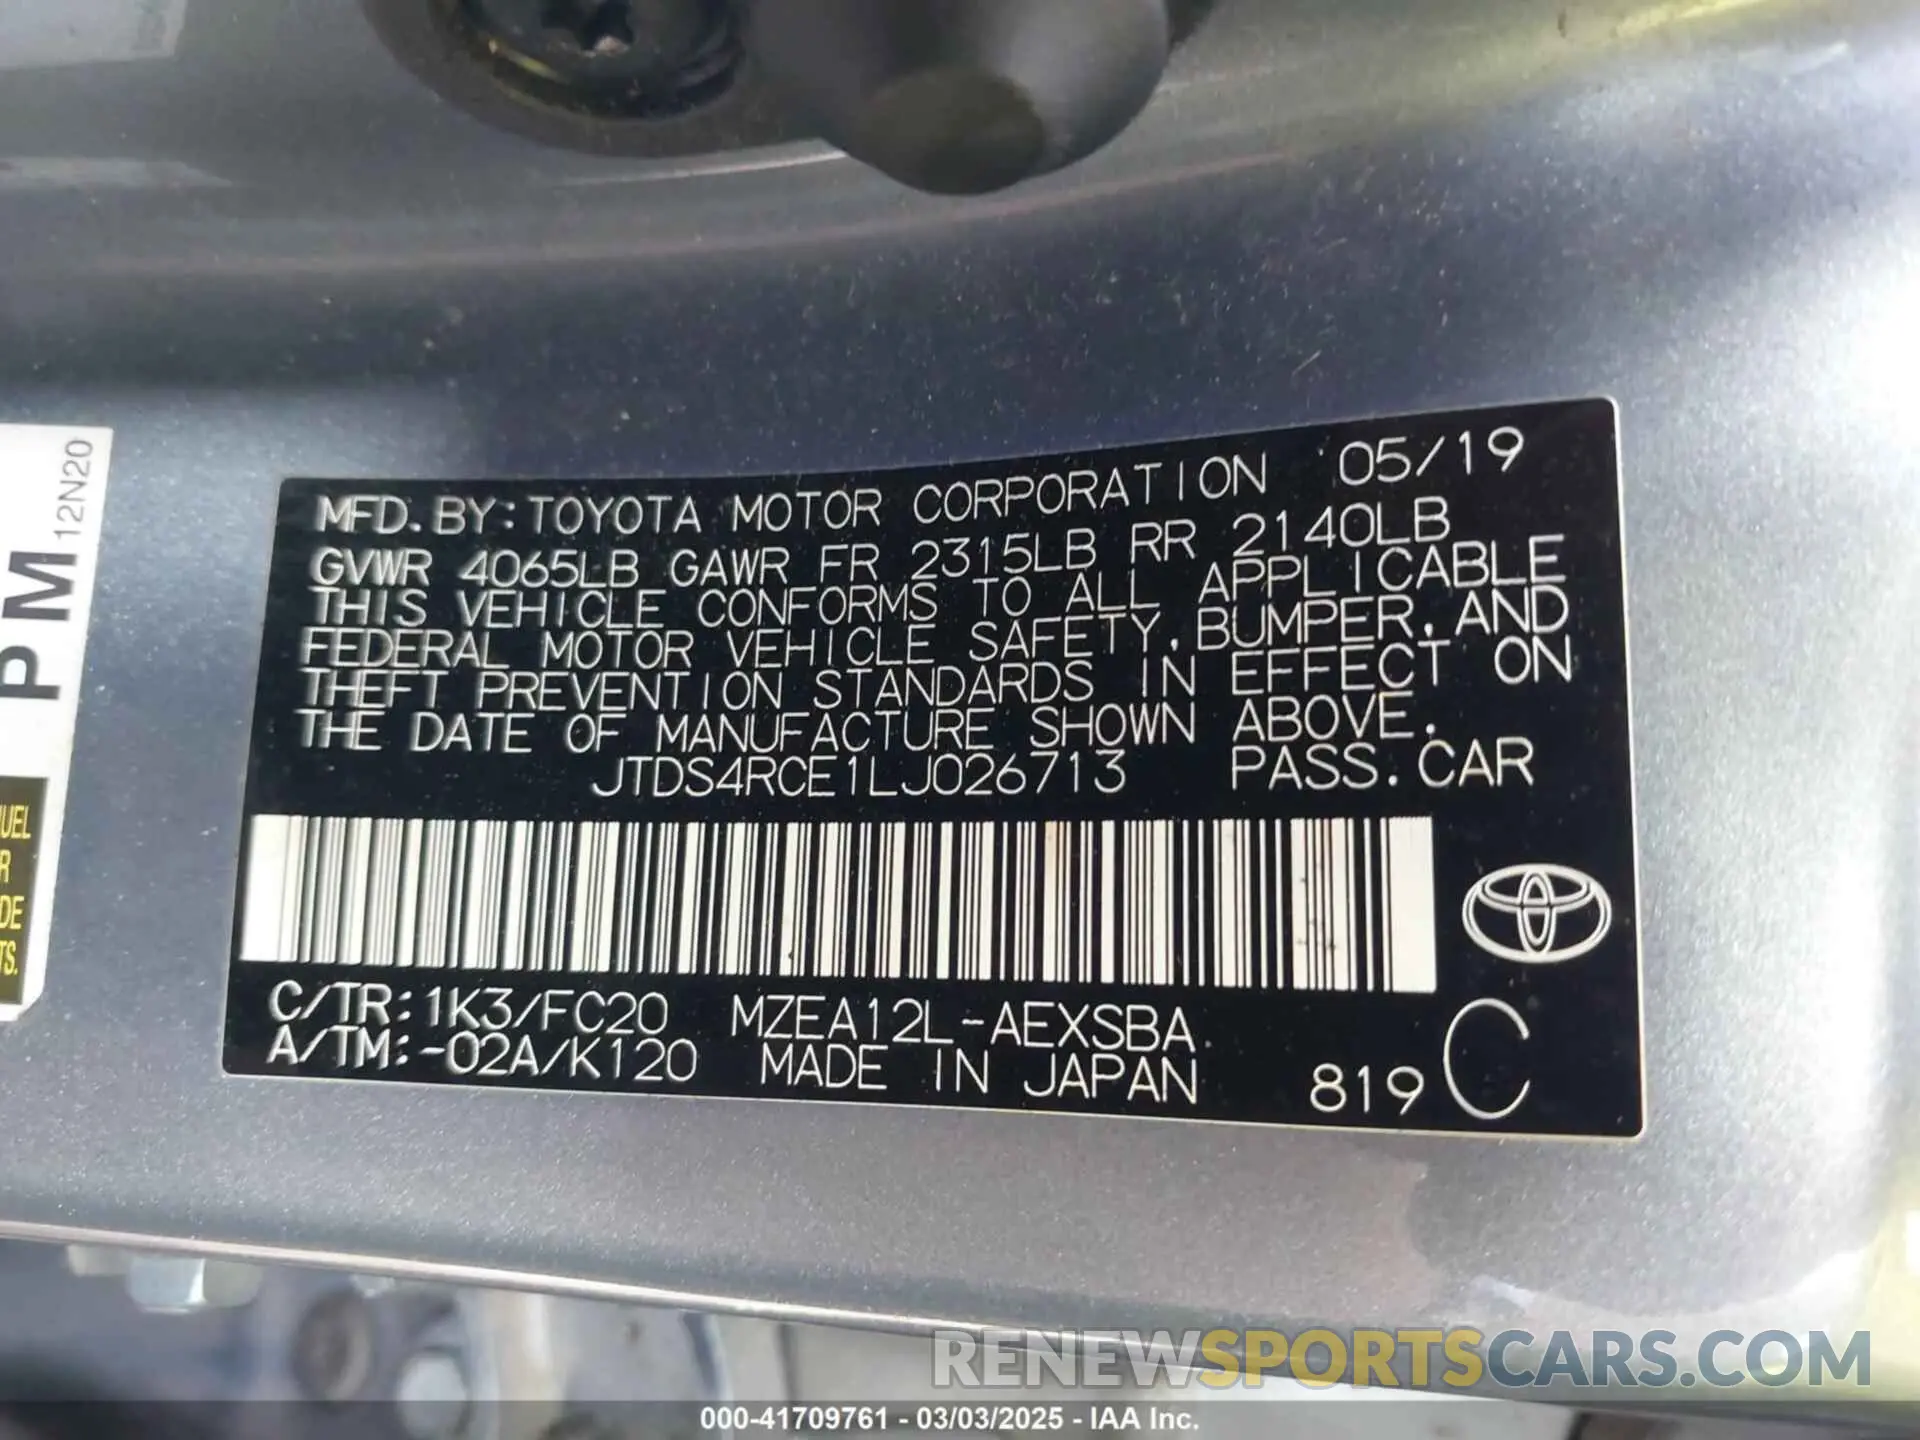 MFD. BY: TOYOTA MOTOR CORPORATION 05/19
GVWR 4065LB GAWR FR 2315LB RR 2140LB
THIS VEHICLE CONFORMS TO ALL APPLICABLE
FEDERAL MOTOR VEHICLE SAFETY, BUMPER, AND
THEFT PREVENTION STANDARDS IN EFFECT ON
THE DATE OF MANUFACTURE SHOWN ABOVE.
JTDS4RCE1LJ026713 PASS. CAR
C/TR: 1K3/FC20 MZEA12L-AEXSBA
A/TM: -02A/K120 MADE IN JAPAN 819 C
PM 12N20
RENEWSPORTSCARS.COM
000-41709761 - 03/03/2025 - IAA Inc.